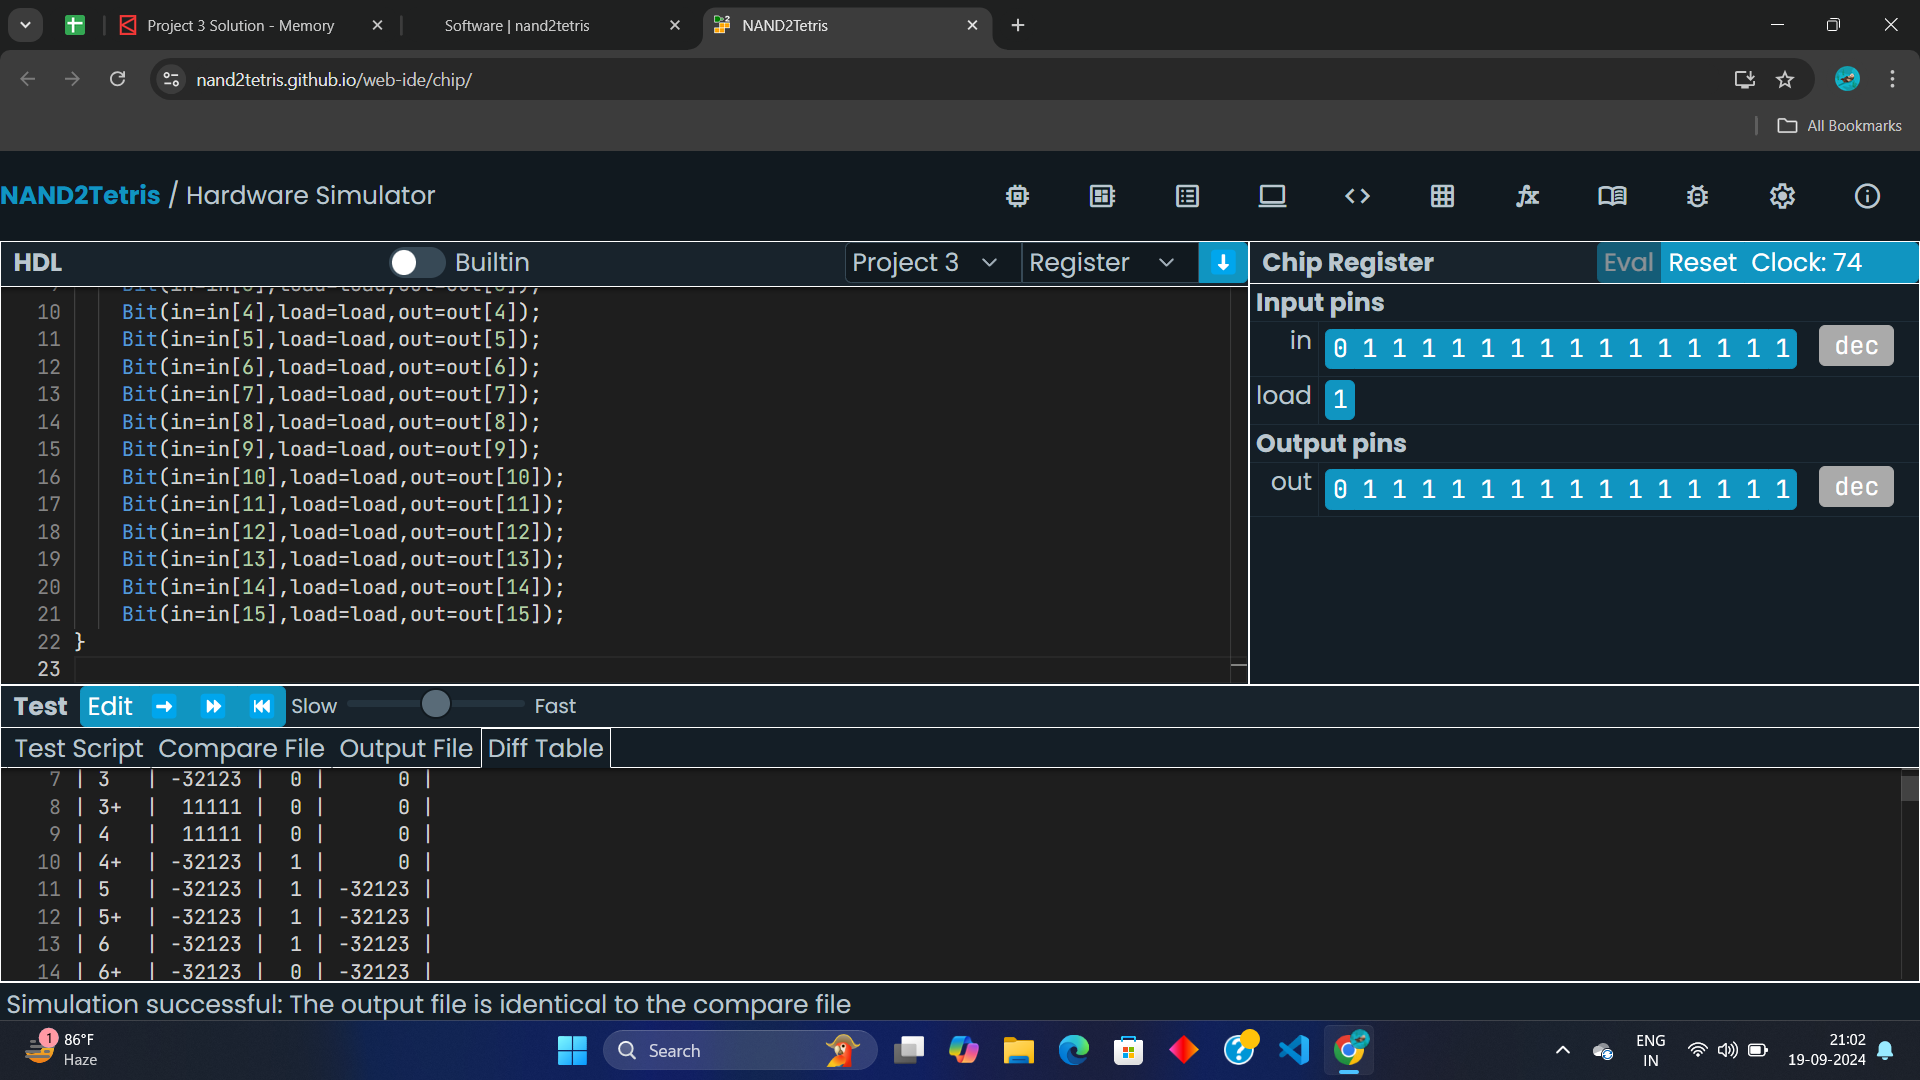 Project 3 Solution - Memory
Software | nand2tetris
NAND2Tetris
nand2tetris.github.io/web-ide/chip/
All Bookmarks
NAND2Tetris / Hardware Simulator
HDL
Builtin
Project 3
Register
Chip Register
Eval
Reset
Clock: 74
Input pins
in
0 1 1 1 1 1 1 1 1 1 1 1 1 1 1 1
dec
load
1
Output pins
out
0 1 1 1 1 1 1 1 1 1 1 1 1 1 1 1
dec
10 Bit(in=in[4],load=load,out=out[4]);
11 Bit(in=in[5],load=load,out=out[5]);
12 Bit(in=in[6],load=load,out=out[6]);
13 Bit(in=in[7],load=load,out=out[7]);
14 Bit(in=in[8],load=load,out=out[8]);
15 Bit(in=in[9],load=load,out=out[9]);
16 Bit(in=in[10],load=load,out=out[10]);
17 Bit(in=in[11],load=load,out=out[11]);
18 Bit(in=in[12],load=load,out=out[12]);
19 Bit(in=in[13],load=load,out=out[13]);
20 Bit(in=in[14],load=load,out=out[14]);
21 Bit(in=in[15],load=load,out=out[15]);
22 }
23
Test
Edit
Slow
Fast
Test Script
Compare File
Output File
Diff Table
7 | 3 | -32123 | 0 | 0 |
8 | 3+ | 11111 | 0 | 0 |
9 | 4 | 11111 | 0 | 0 |
10 | 4+ | -32123 | 1 | 0 |
11 | 5 | -32123 | 1 | -32123 |
12 | 5+ | -32123 | 1 | -32123 |
13 | 6 | -32123 | 1 | -32123 |
14 | 6+ | -32123 | 0 | -32123 |
Simulation successful: The output file is identical to the compare file
1
86°F
Haze
Search
ENG
IN
21:02
19-09-2024